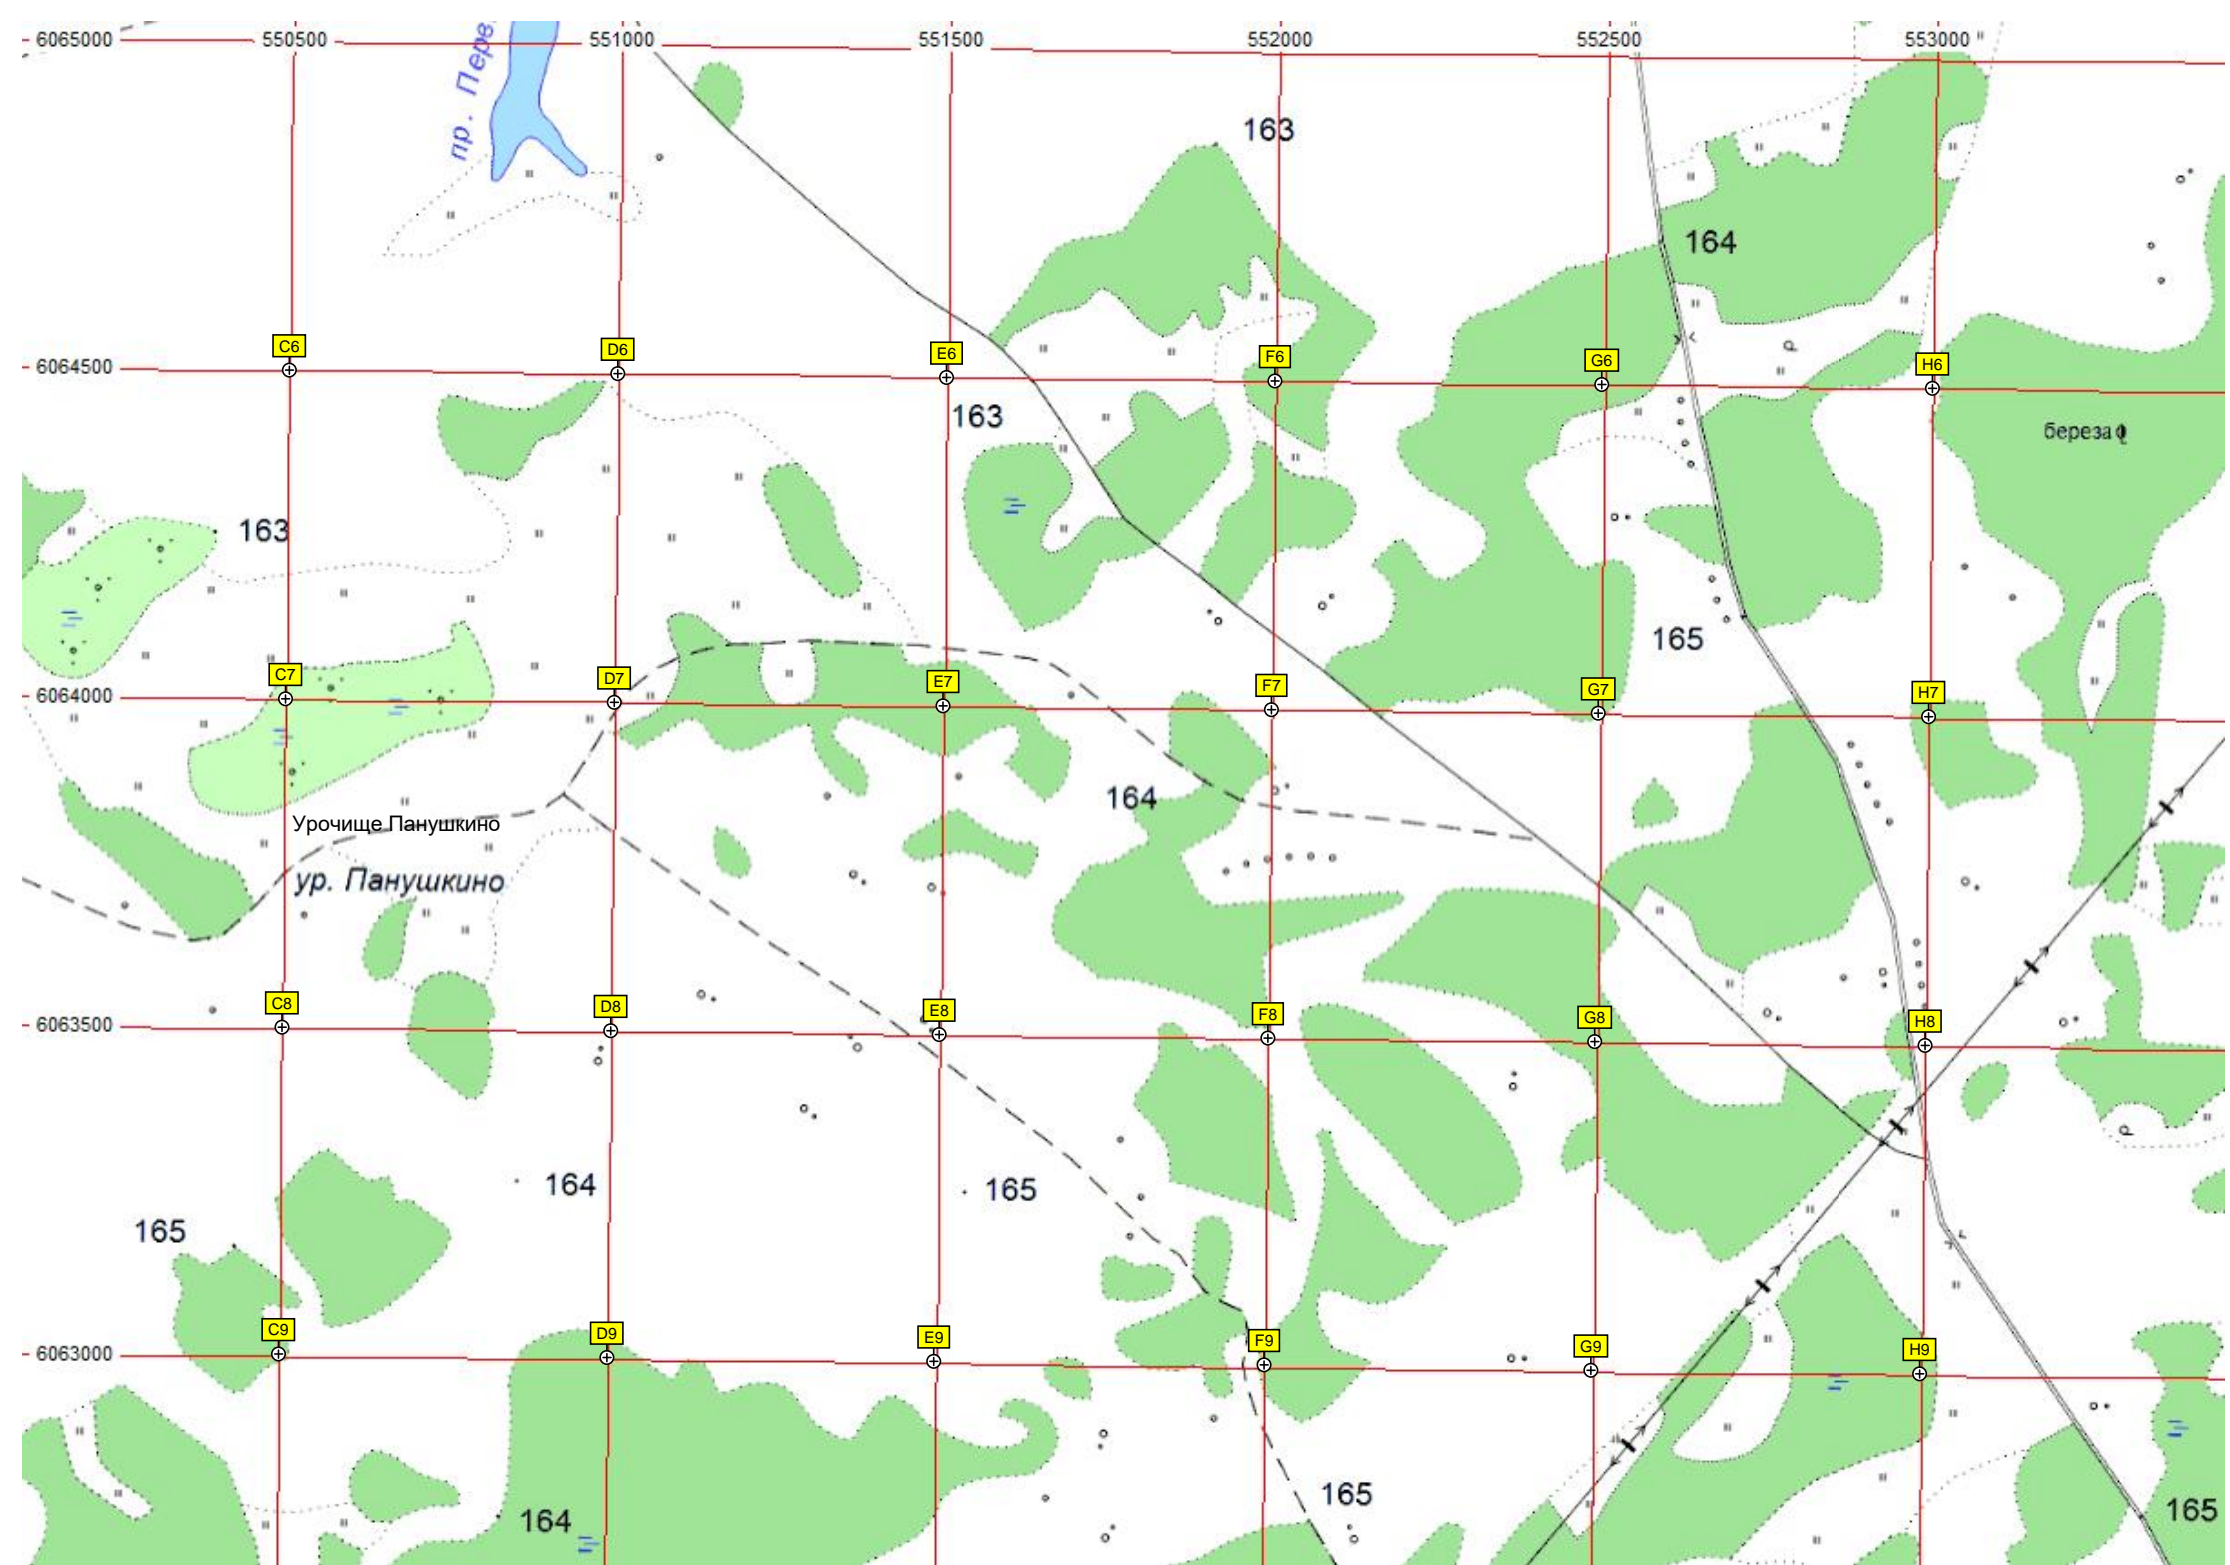 6065000 550500 551000 551500 552000 552500 553000
пр. Перв
163
164
C6 D6 E6 F6 G6 H6
6064500
163
береза
163
165
C7 D7 E7 F7 G7 H7
6064000
164
Урочище Панушкино
ур. Панушкино
C8 D8 E8 F8 G8 H8
6063500
164
165
165
C9 D9 E9 F9 G9 H9
6063000
165
165
164